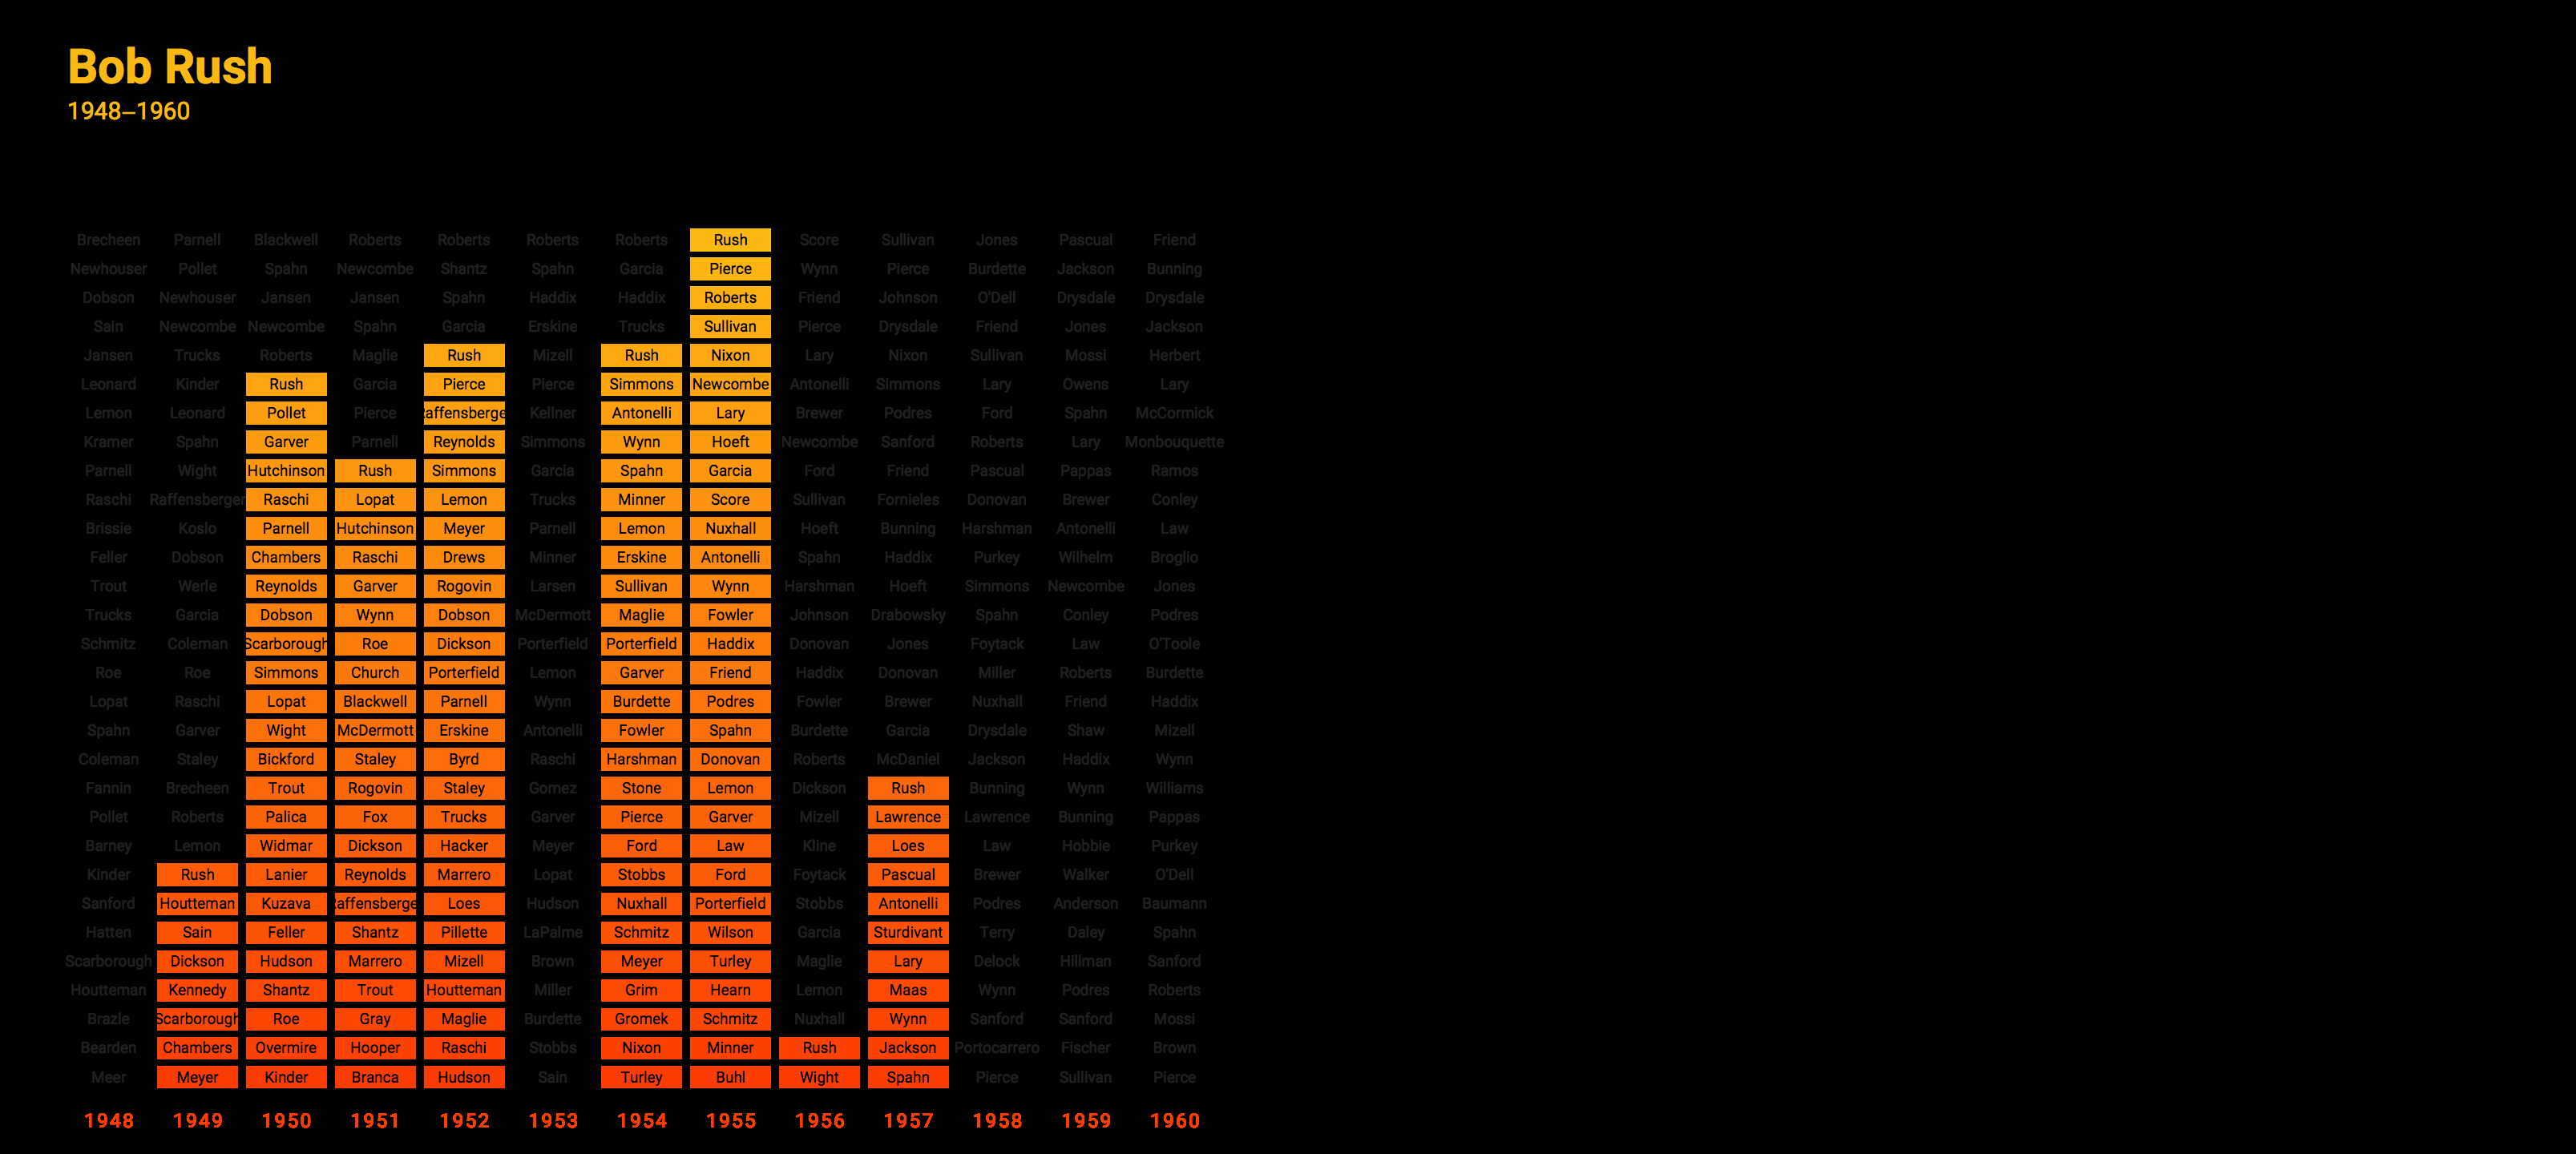 Bob Rush
1948–1960
Brecheen Parnell Blackwell Roberts Roberts Roberts Roberts Rush Score Sullivan Jones Pascual Friend
Newhouser Pollet Spahn Newcombe Shantz Spahn Garcia Pierce Wynn Pierce Burdette Jackson Bunning
Dobson Newhouser Jansen Jansen Spahn Haddix Haddix Roberts Friend Johnson O'Dell Drysdale Drysdale
Sain Newcombe Newcombe Spahn Garcia Erskine Trucks Sullivan Pierce Drysdale Friend Jones Jackson
Jansen Trucks Roberts Maglie Rush Mizell Rush Nixon Lary Nixon Sullivan Mossi Herbert
Leonard Kinder Rush Garcia Pierce Pierce Simmons Newcombe Antonelli Simmons Lary Owens Lary
Lemon Leonard Pollet Pierce affensberge Kellner Antonelli Lary Brewer Podres Ford Spahn McCormick
Kramer Spahn Garver Parnell Reynolds Simmons Wynn Hoeft Newcombe Sanford Roberts Lary Monbouquette
Parnell Wight Hutchinson Rush Simmons Garcia Spahn Garcia Ford Friend Pascual Pappas Ramos
Raschi Raffensberger Raschi Lopat Lemon Trucks Minner Score Sullivan Fornieles Donovan Brewer Conley
Brissie Koslo Parnell Hutchinson Meyer Parnell Lemon Nuxhall Hoeft Bunning Harshman Antonelli Law
Feller Dobson Chambers Raschi Drews Minner Erskine Antonelli Spahn Haddix Purkey Wilhelm Broglio
Trout Werle Reynolds Garver Rogovin Larsen Sullivan Wynn Harshman Hoeft Simmons Newcombe Jones
Trucks Garcia Dobson Wynn Dobson McDermott Maglie Fowler Johnson Drabowsky Spahn Conley Podres
Schmitz Coleman Scarborough Roe Dickson Porterfield Porterfield Haddix Donovan Jones Foytack Law O'Toole
Roe Roe Simmons Church Porterfield Lemon Garver Friend Haddix Donovan Miller Roberts Burdette
Lopat Raschi Lopat Blackwell Parnell Wynn Burdette Podres Fowler Brewer Nuxhall Friend Haddix
Spahn Garver Wight McDermott Erskine Antonelli Fowler Spahn Burdette Garcia Drysdale Shaw Mizell
Coleman Staley Bickford Staley Byrd Raschi Harshman Donovan Roberts McDaniel Jackson Haddix Wynn
Fannin Brecheen Trout Rogovin Staley Gomez Stone Lemon Dickson Rush Bunning Wynn Williams
Pollet Roberts Palica Fox Trucks Garver Pierce Garver Mizell Lawrence Lawrence Bunning Pappas
Barney Lemon Widmar Dickson Hacker Meyer Ford Law Kline Loes Law Hobbie Purkey
Kinder Rush Lanier Reynolds Marrero Lopat Stobbs Ford Foytack Pascual Brewer Walker O'Dell
Sanford Houtteman Kuzava affensberge Loes Hudson Nuxhall Porterfield Stobbs Antonelli Podres Anderson Baumann
Hatten Sain Feller Shantz Pillette LaPalme Schmitz Wilson Garcia Sturdivant Terry Daley Spahn
Scarborough Dickson Hudson Marrero Mizell Brown Meyer Turley Maglie Lary Delock Hillman Sanford
Houtteman Kennedy Shantz Trout Houtteman Miller Grim Hearn Lemon Maas Wynn Podres Roberts
Brazle Scarborough Roe Gray Maglie Burdette Gromek Schmitz Nuxhall Wynn Sanford Sanford Mossi
Bearden Chambers Overmire Hooper Raschi Stobbs Nixon Minner Rush Jackson Portocarrero Fischer Brown
Meer Meyer Kinder Branca Hudson Sain Turley Buhl Wight Spahn Pierce Sullivan Pierce
1948 1949 1950 1951 1952 1953 1954 1955 1956 1957 1958 1959 1960